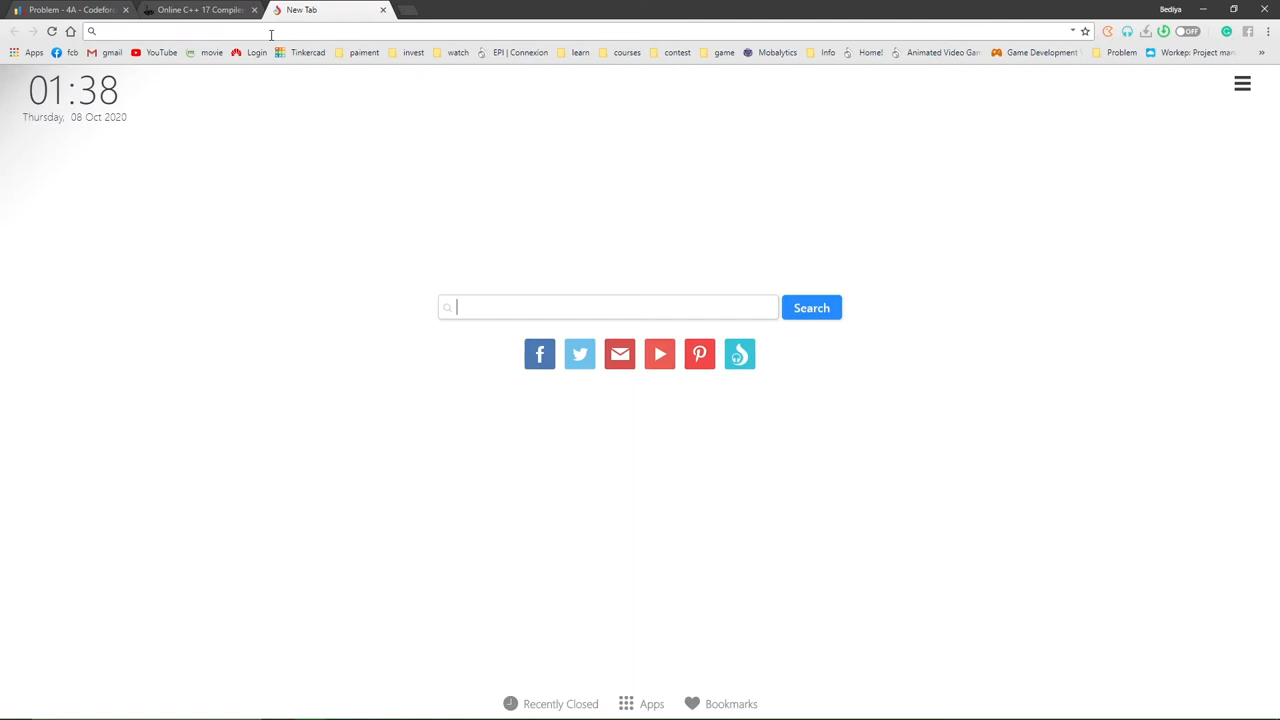 Problem - 4A - Codefor
Online C++ 17 Compile
New Tab
Bediya
Apps fcb gmail YouTube movie Login Tinkercad paiment invest watch EPI | Connexion learn courses contest game Mobalytics Info Home! Animated Video Gam Game Development Problem Workep: Project man »
OFF
01:38
Thursday, 08 Oct 2020
Search
Recently Closed Apps Bookmarks